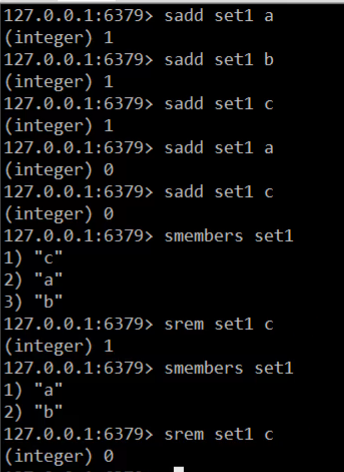 127.0.0.1:6379> sadd set1 a
(integer) 1
127.0.0.1:6379> sadd set1 b
(integer) 1
127.0.0.1:6379> sadd set1 c
(integer) 1
127.0.0.1:6379> sadd set1 a
(integer) 0
127.0.0.1:6379> sadd set1 c
(integer) 0
127.0.0.1:6379> smembers set1
1) "c"
2) "a"
3) "b"
127.0.0.1:6379> srem set1 c
(integer) 1
127.0.0.1:6379> smembers set1
1) "a"
2) "b"
127.0.0.1:6379> srem set1 c
(integer) 0